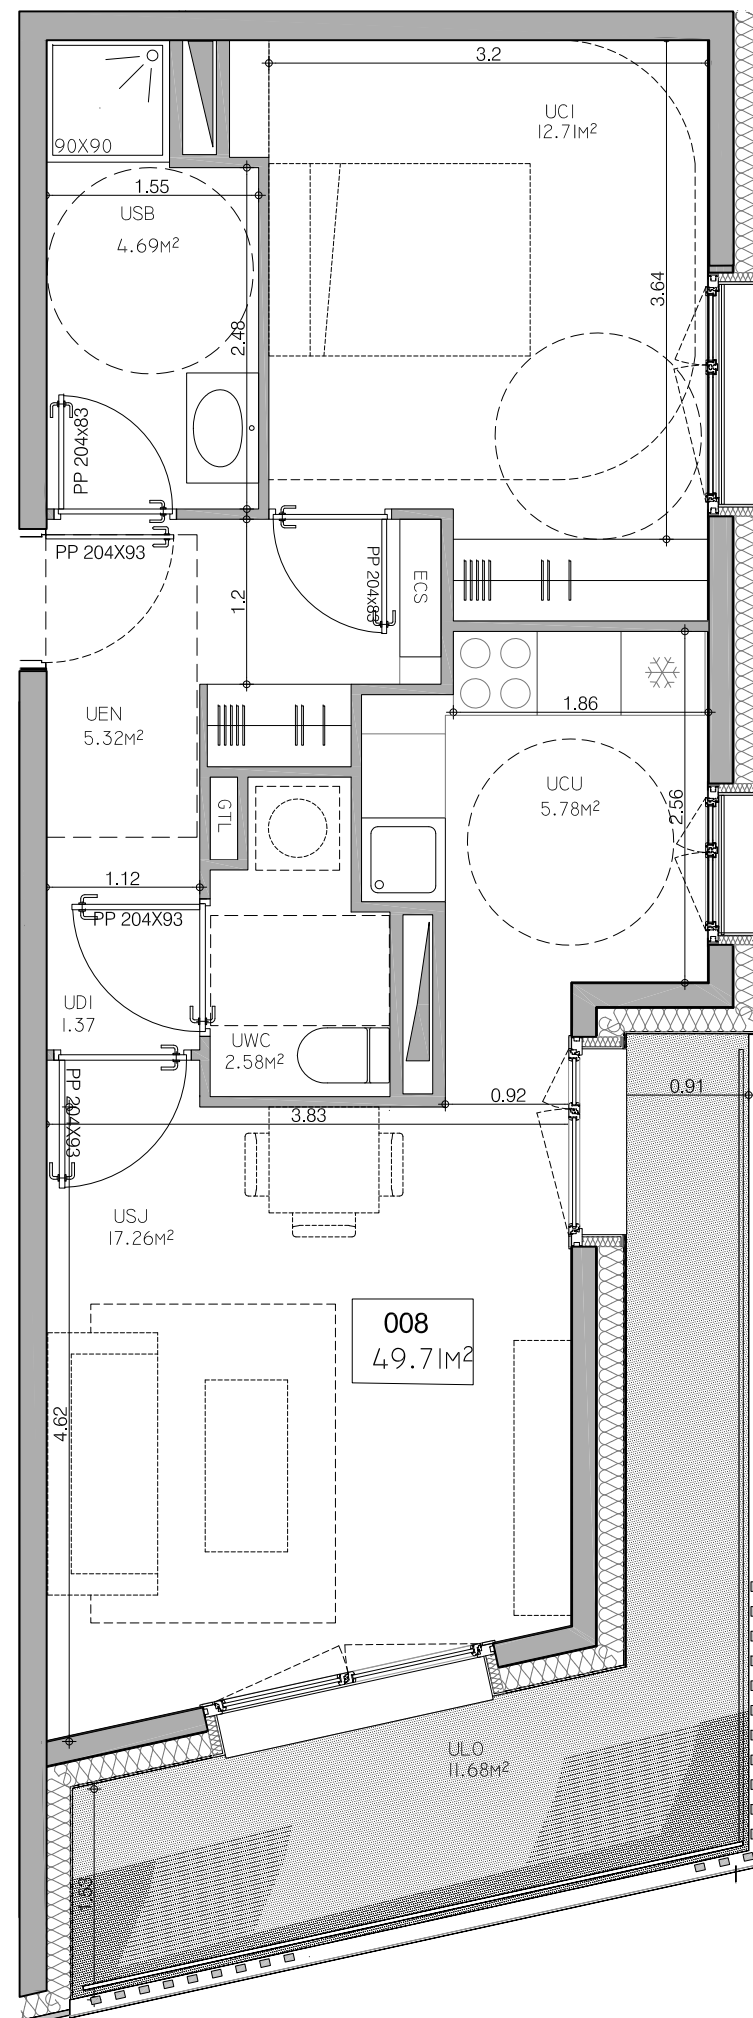 3.2
UCI
12.71M²
90X90
1.55
USB
4.69M²
3.64
2.48
PP 204x83
PP 204X93
PP 204x83
ECS
1.2
UEN
5.32M²
1.86
UCU
5.78M²
2.56
GTL
1.12
PP 204X93
UDI
1.37
UWC
2.58M²
0.92
0.91
3.83
PP 204X93
USJ
17.26M²
008
49.71M²
4.62
ULO
11.68M²
1.53